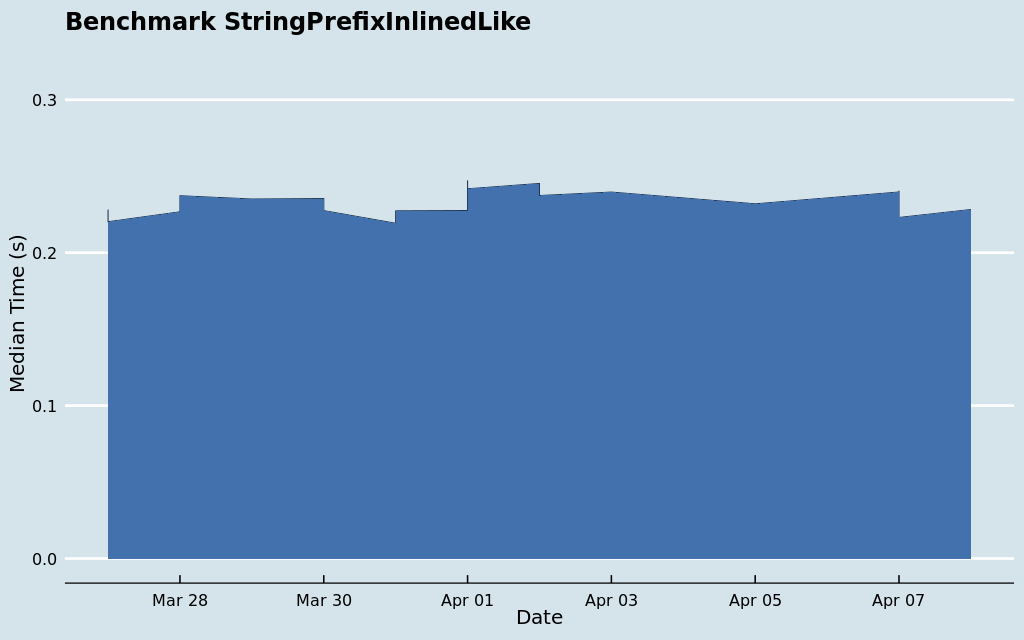 Benchmark StringPrefixInlinedLike
Median Time (s)
0.3
0.2
0.1
0.0
Mar 28 Mar 30 Apr 01 Apr 03 Apr 05 Apr 07
Date